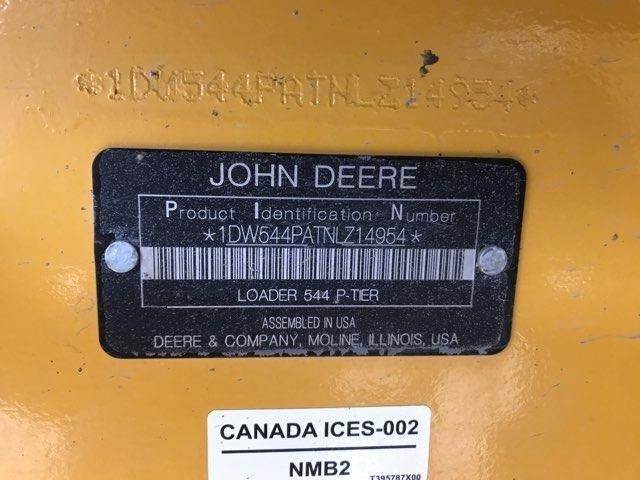 *1DW544PATNLZ14954*
JOHN DEERE
Product Identification Number
*1DW544PATNLZ14954*
LOADER 544 P-TIER
ASSEMBLED IN USA
DEERE & COMPANY, MOLINE, ILLINOIS, USA
CANADA ICES-002
NMB2
T395787X00